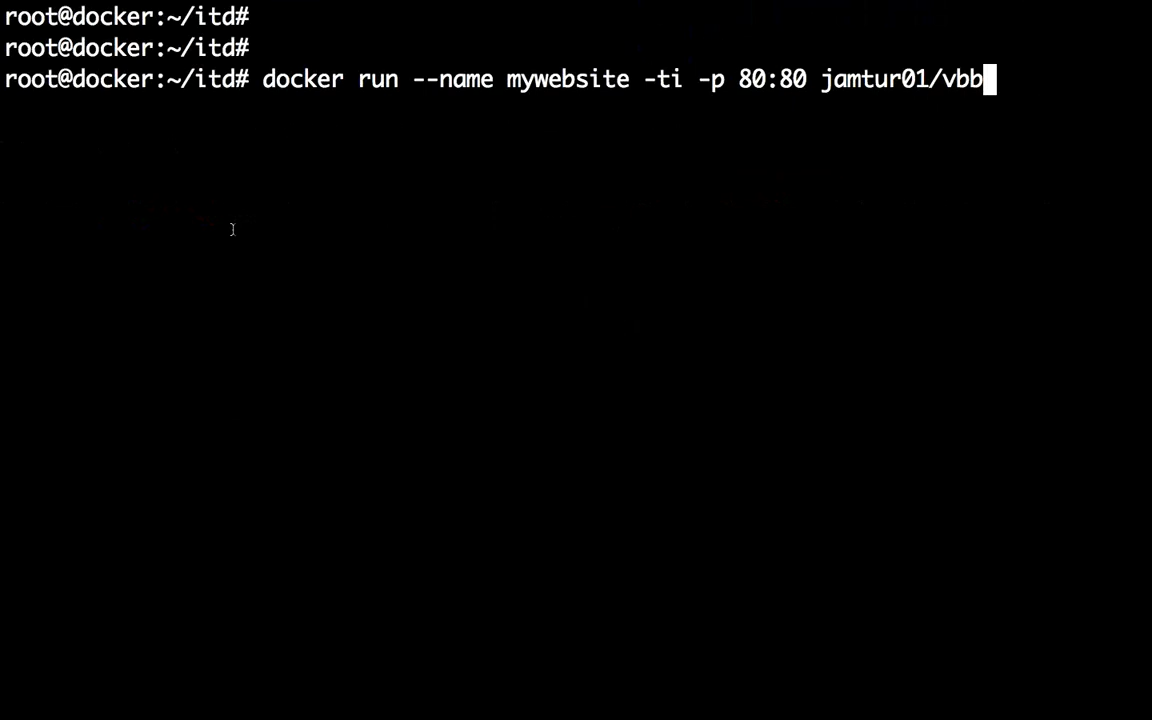 root@docker:~/itd#
root@docker:~/itd#
root@docker:~/itd# docker run --name mywebsite -ti -p 80:80 jamtur01/vbb